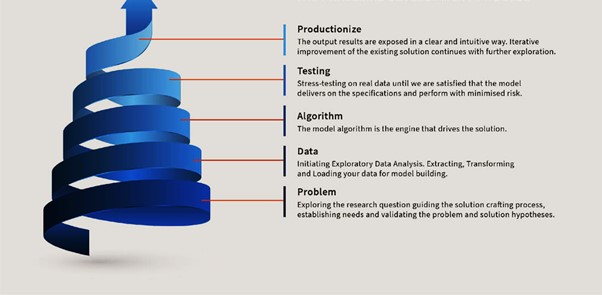 Productionize
The output results are exposed in a clear and intuitive way. Iterative
improvement of the existing solution continues with further exploration.
Testing
Stress-testing on real data until we are satisfied that the model
delivers on the specifications and perform with minimised risk.
Algorithm
The model algorithm is the engine that drives the solution.
Data
Initiating Exploratory Data Analysis. Extracting, Transforming
and Loading your data for model building.
Problem
Exploring the research question guiding the solution crafting process,
establishing needs and validating the problem and solution hypotheses.